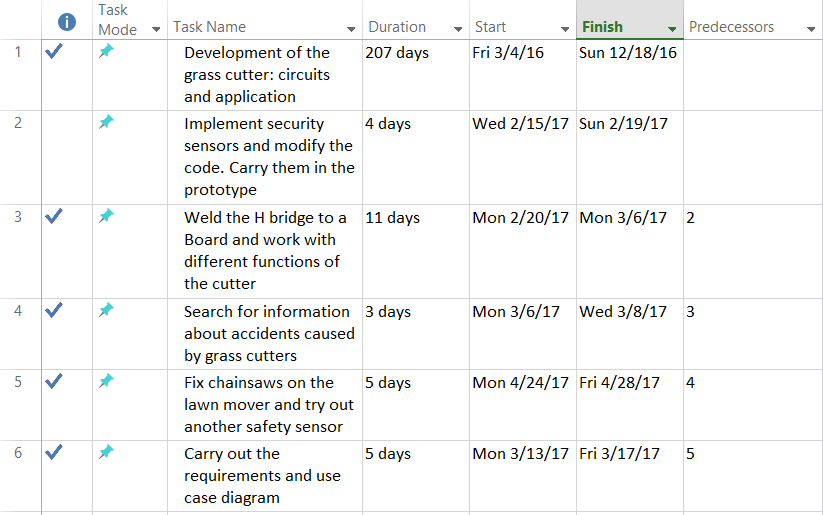 Task Mode Task Name Duration Start Finish Predecessors
1 Development of the 207 days Fri 3/4/16 Sun 12/18/16
grass cutter: circuits
and application
2 Implement security 4 days Wed 2/15/17 Sun 2/19/17
sensors and modify the
code. Carry them in the
prototype
3 Weld the H bridge to a 11 days Mon 2/20/17 Mon 3/6/17 2
Board and work with
different functions of
the cutter
4 Search for information 3 days Mon 3/6/17 Wed 3/8/17 3
about accidents caused
by grass cutters
5 Fix chainsaws on the 5 days Mon 4/24/17 Fri 4/28/17 4
lawn mover and try out
another safety sensor
6 Carry out the 5 days Mon 3/13/17 Fri 3/17/17 5
requirements and use
case diagram